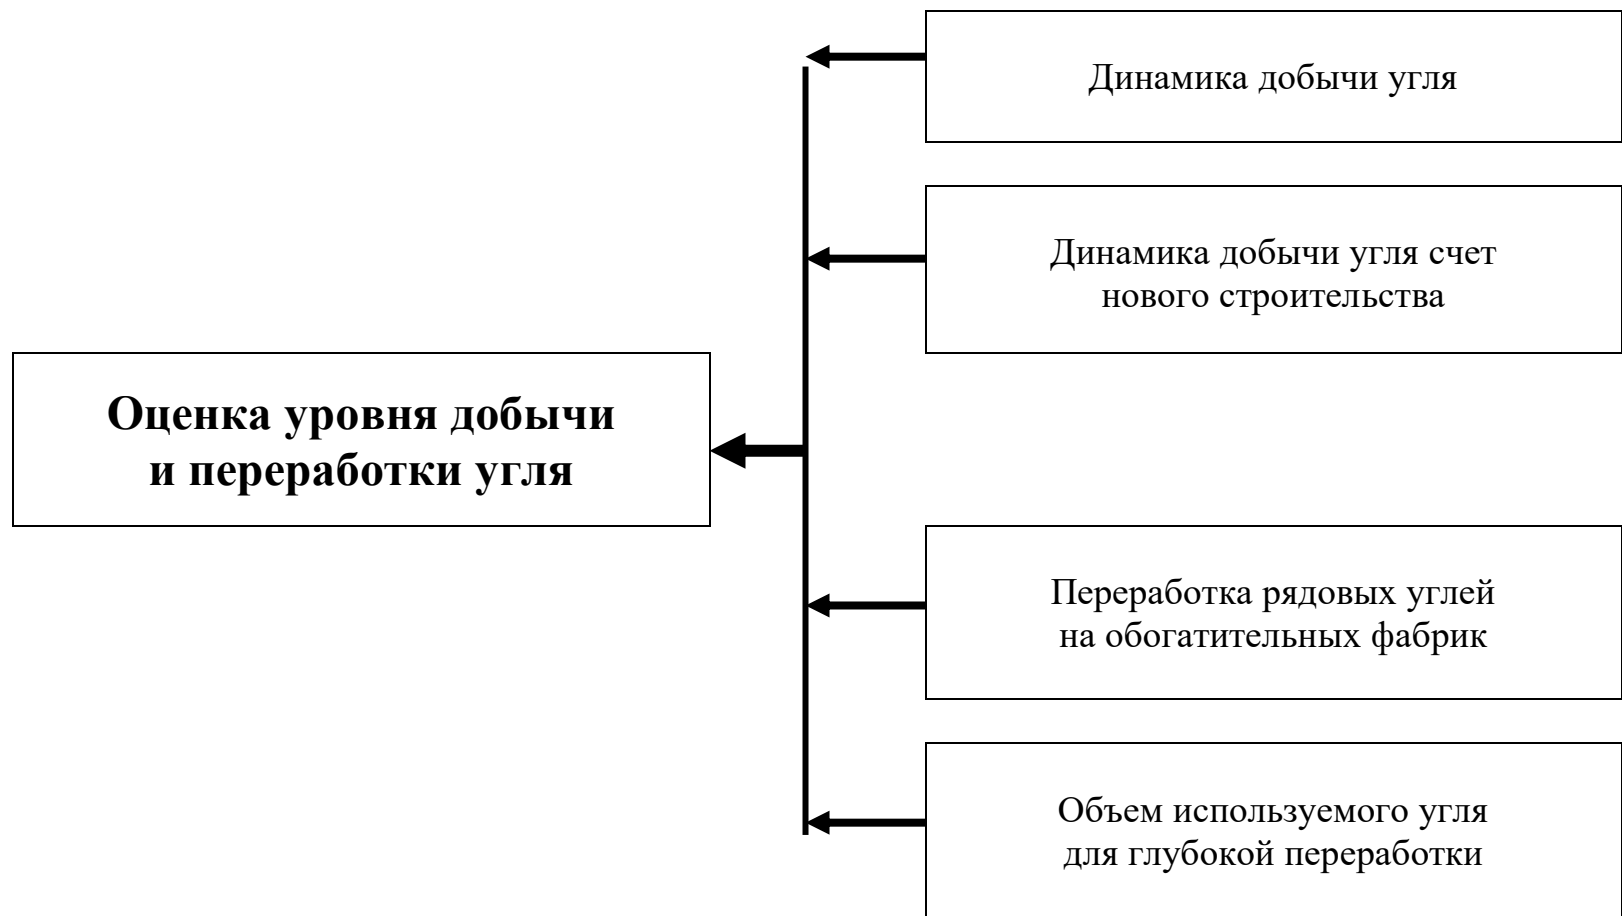 Динамика добычи угля
Динамика добычи угля счет
нового строительства
Оценка уровня добычи
и переработки угля
Переработка рядовых углей
на обогатительных фабрик
Объем используемого угля
для глубокой переработки